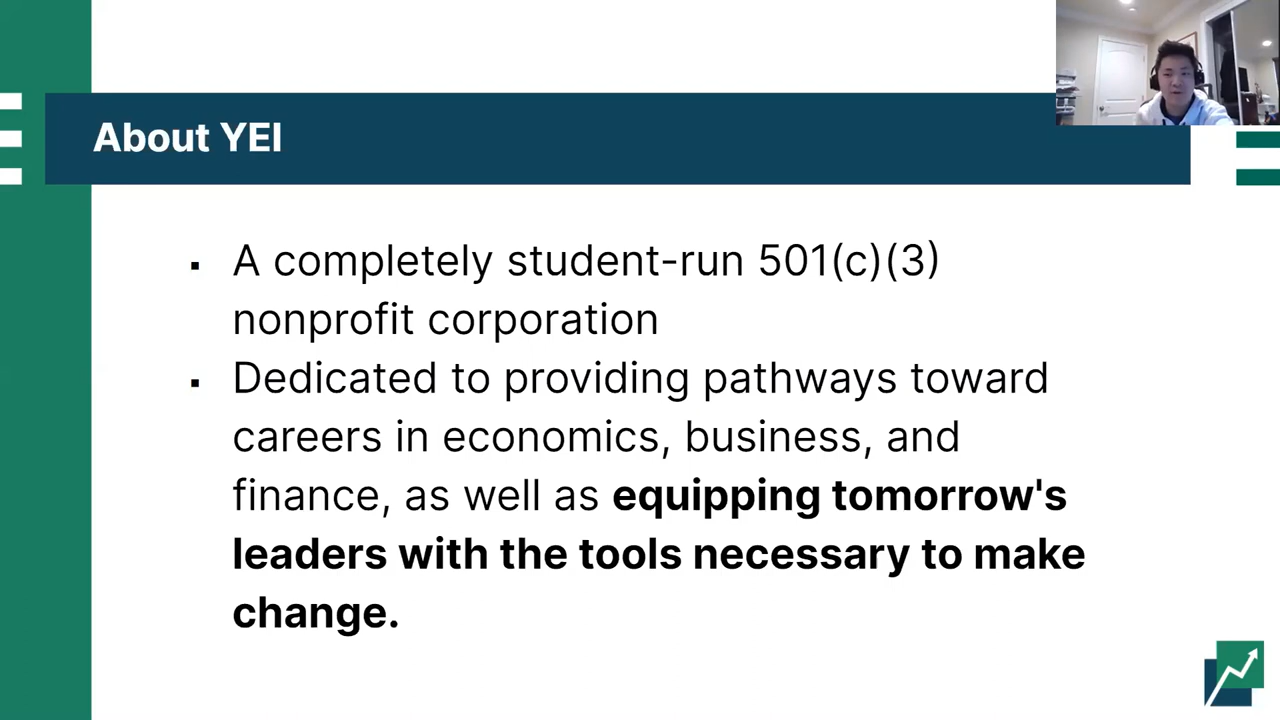 About YEI
▪ A completely student-run 501(c)(3)
nonprofit corporation
▪ Dedicated to providing pathways toward
careers in economics, business, and
finance, as well as equipping tomorrow's
leaders with the tools necessary to make
change.